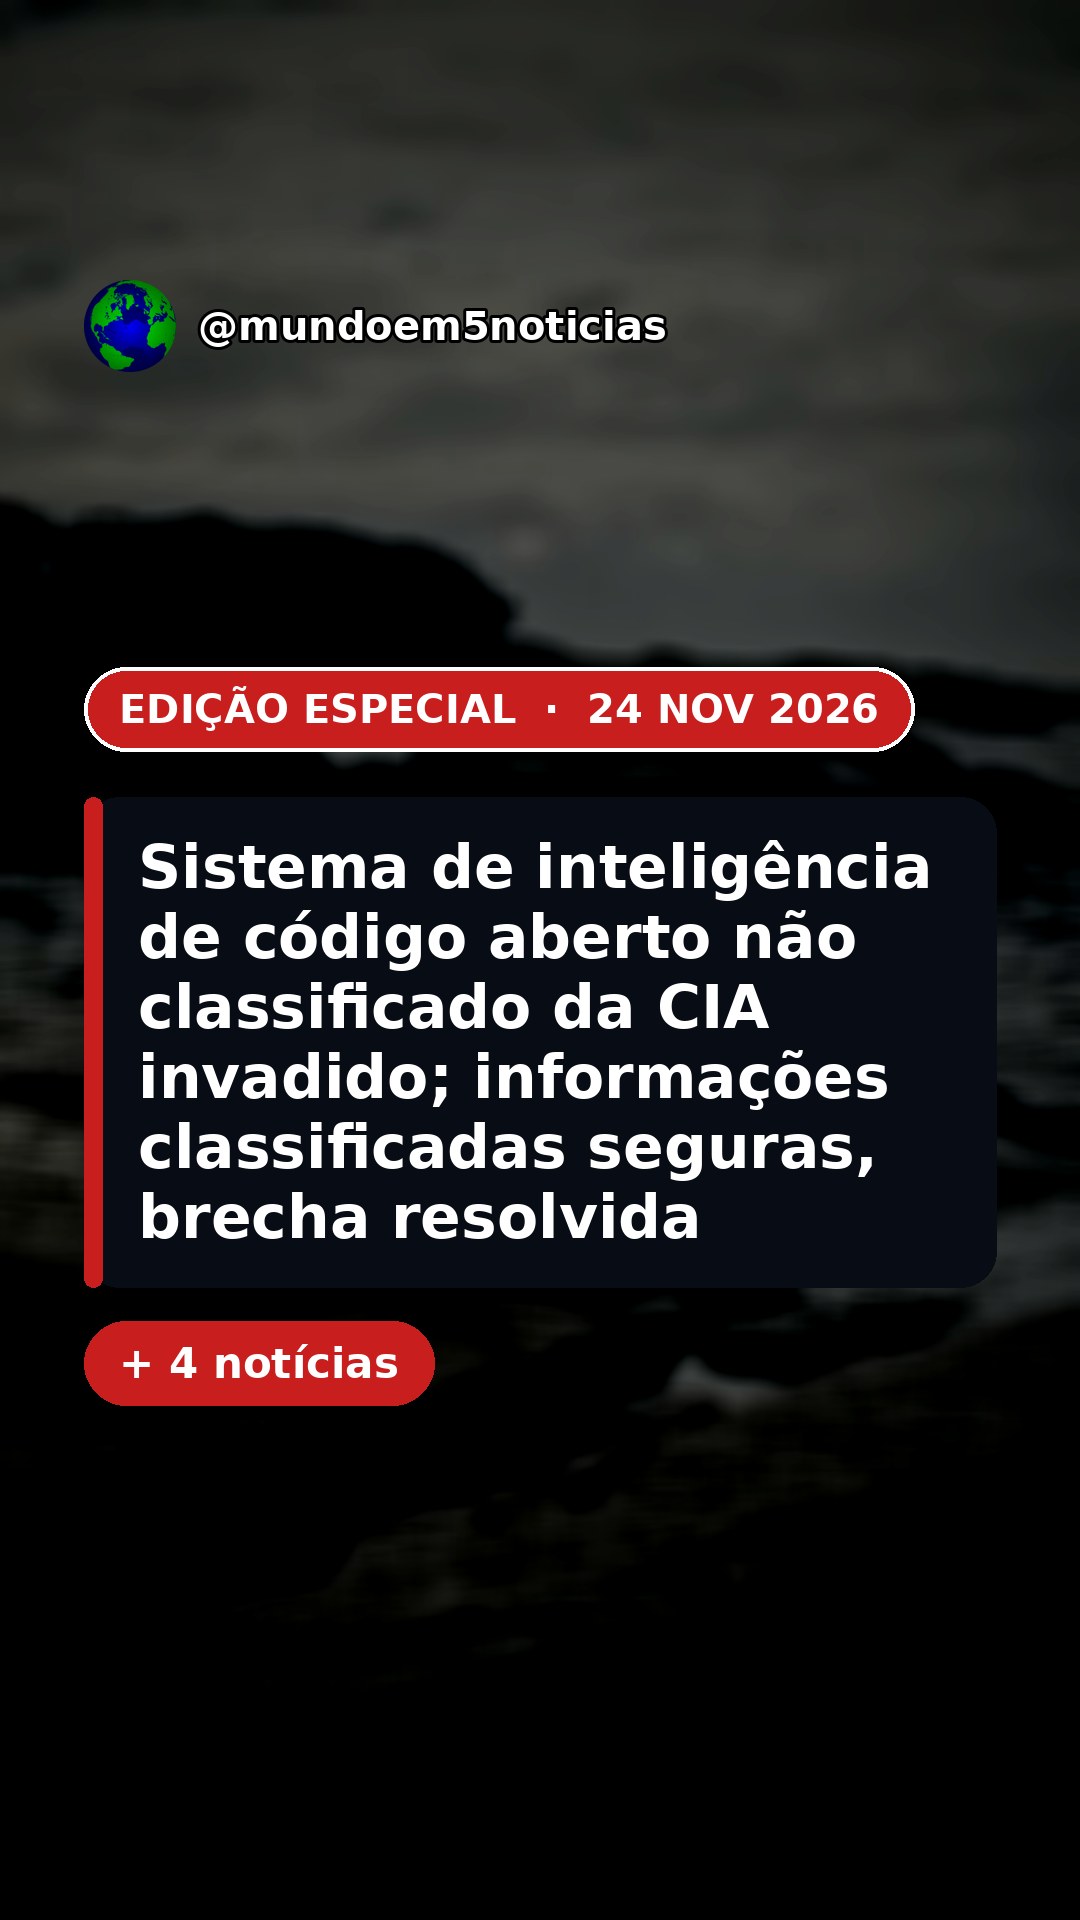 @mundoem5noticias
EDIÇÃO ESPECIAL · 24 NOV 2026
Sistema de inteligência
de código aberto não
classificado da CIA
invadido; informações
classificadas seguras,
brecha resolvida
+ 4 notícias